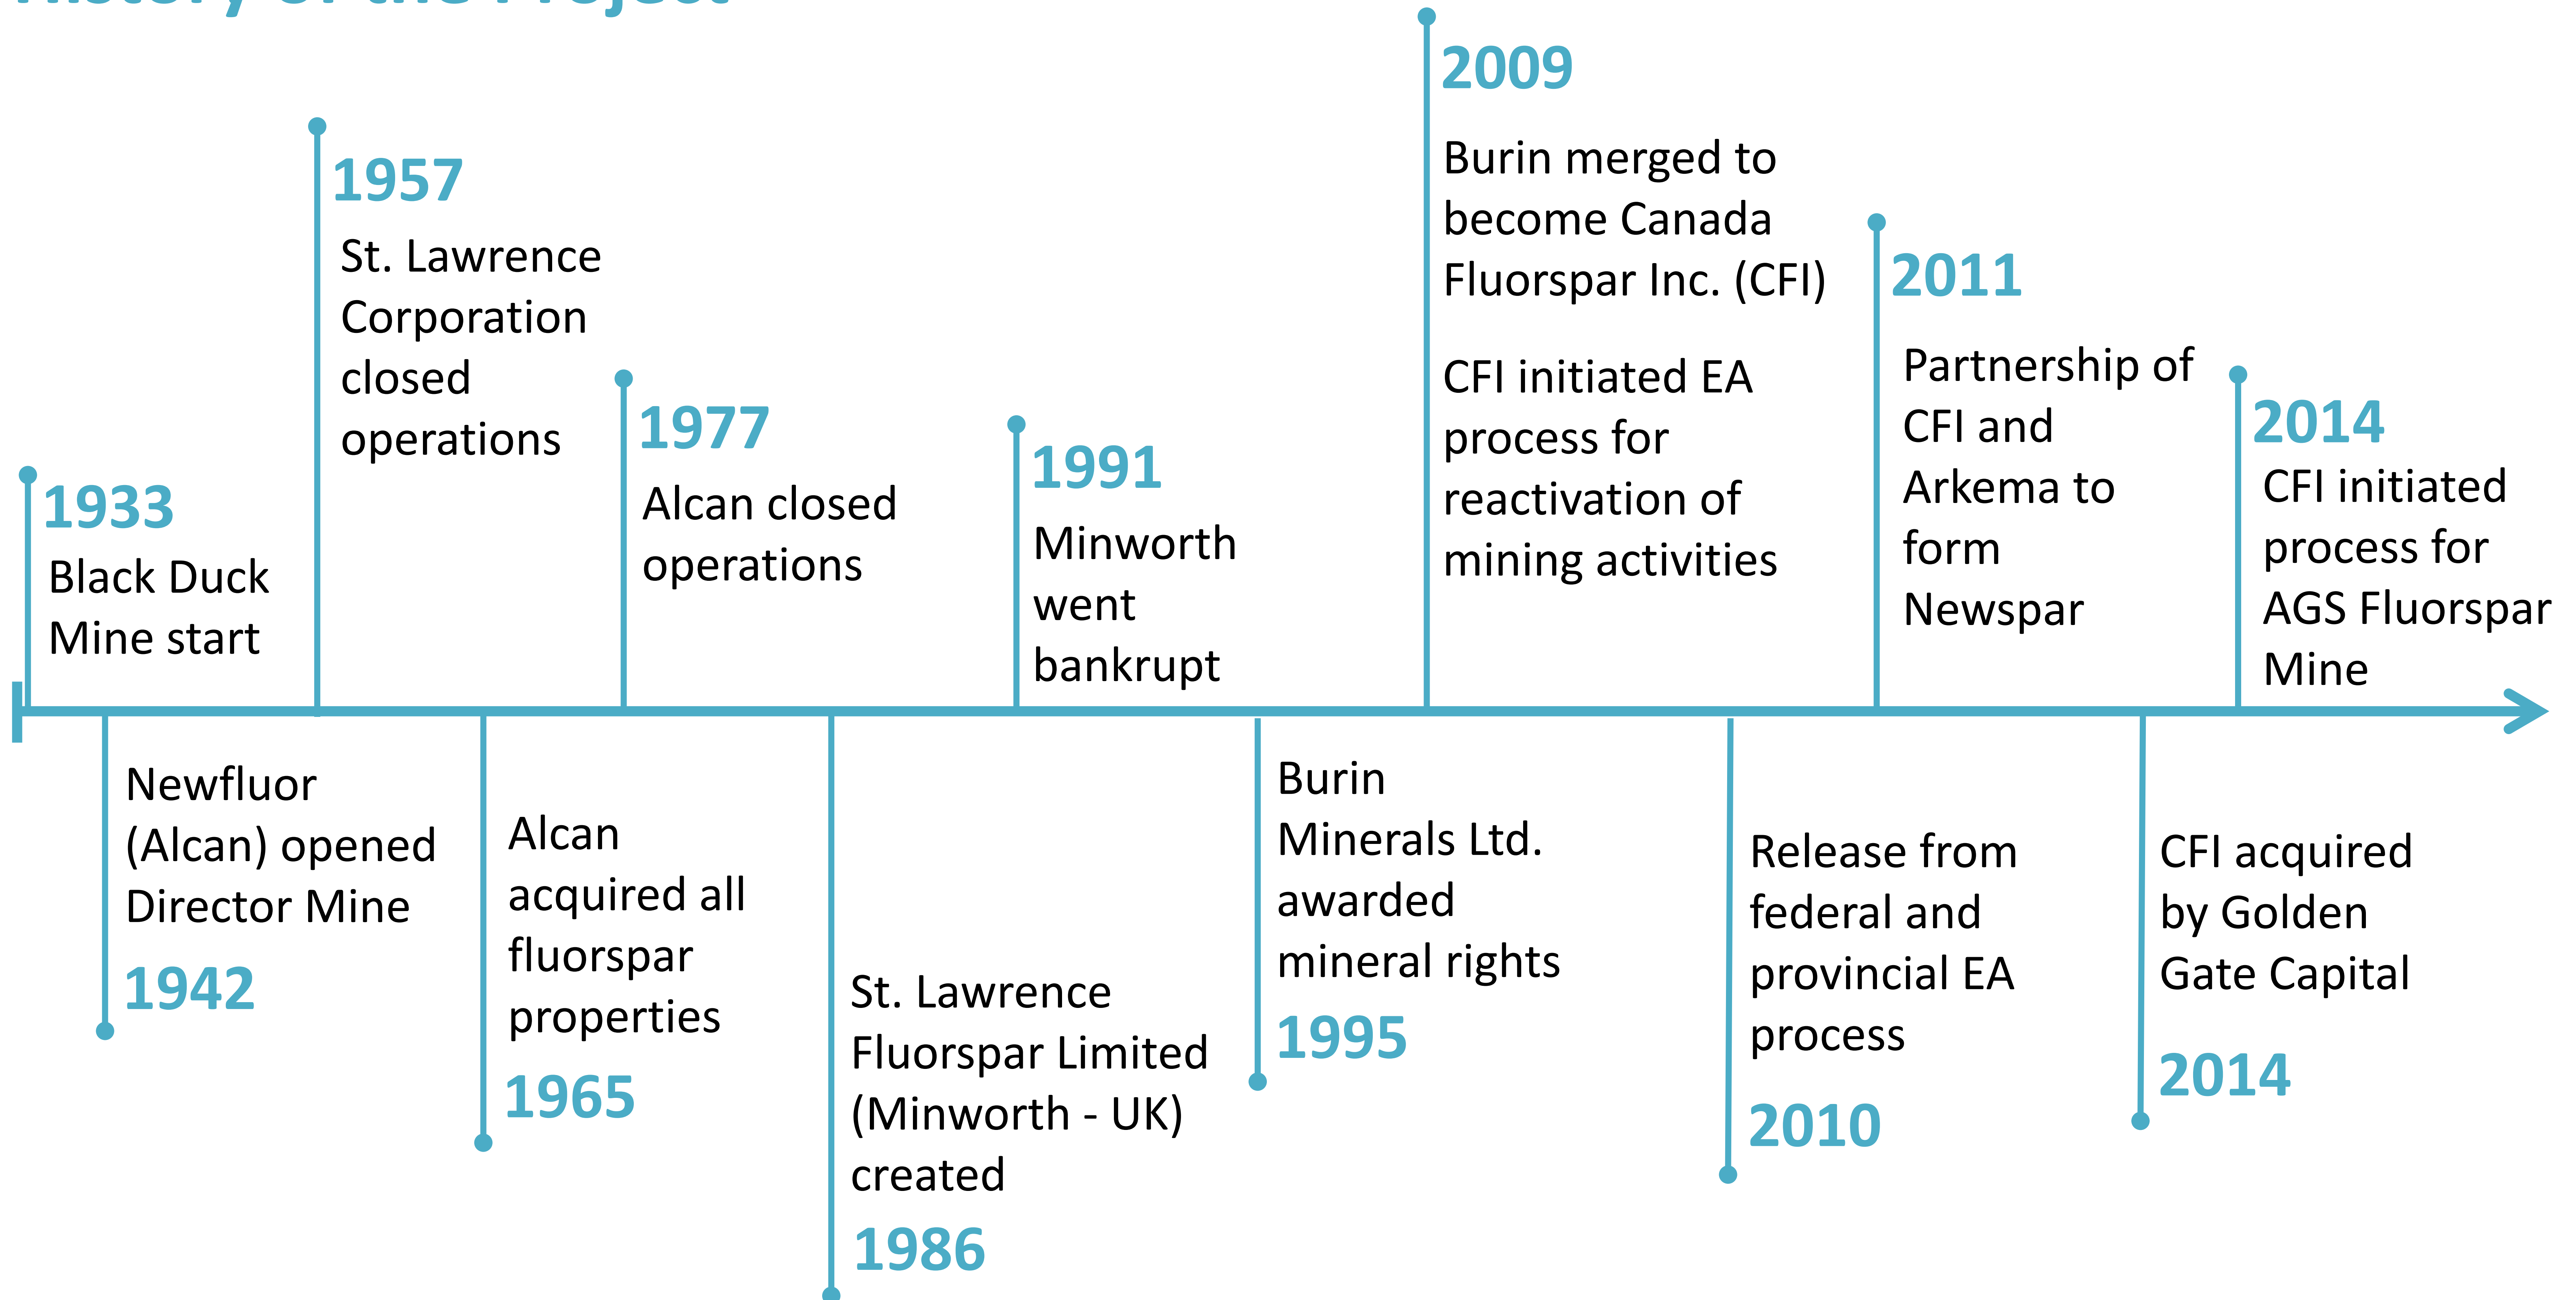 History of the Project
1933
Black Duck
Mine start
Newfluor
(Alcan) opened
Director Mine
1942
1957
St. Lawrence
Corporation
closed
operations
Alcan
acquired all
fluorspar
properties
1965
1977
Alcan closed
operations
St. Lawrence
Fluorspar Limited
(Minworth - UK)
created
1986
1991
Minworth
went
bankrupt
Burin
Minerals Ltd.
awarded
mineral rights
1995
2009
Burin merged to
become Canada
Fluorspar Inc. (CFI)
CFI initiated EA
process for
reactivation of
mining activities
Release from
federal and
provincial EA
process
2010
2011
Partnership of
CFI and
Arkema to
form
Newspar
CFI acquired
by Golden
Gate Capital
2014
2014
CFI initiated
process for
AGS Fluorspar
Mine